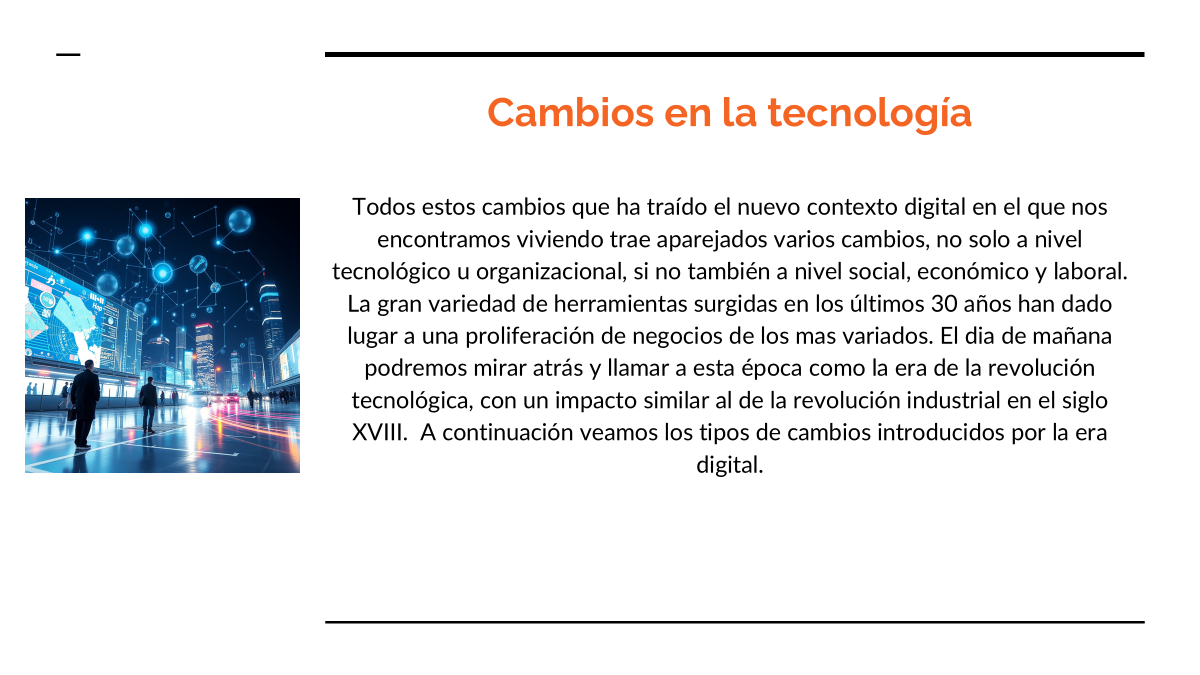 Cambios en la tecnología
Todos estos cambios que ha traído el nuevo contexto digital en el que nos
encontramos viviendo trae aparejados varios cambios, no solo a nivel
tecnológico u organizacional, si no también a nivel social, económico y laboral.
La gran variedad de herramientas surgidas en los últimos 30 años han dado
lugar a una proliferación de negocios de los mas variados. El dia de mañana
podremos mirar atrás y llamar a esta época como la era de la revolución
tecnológica, con un impacto similar al de la revolución industrial en el siglo
XVIII.  A continuación veamos los tipos de cambios introducidos por la era
digital.